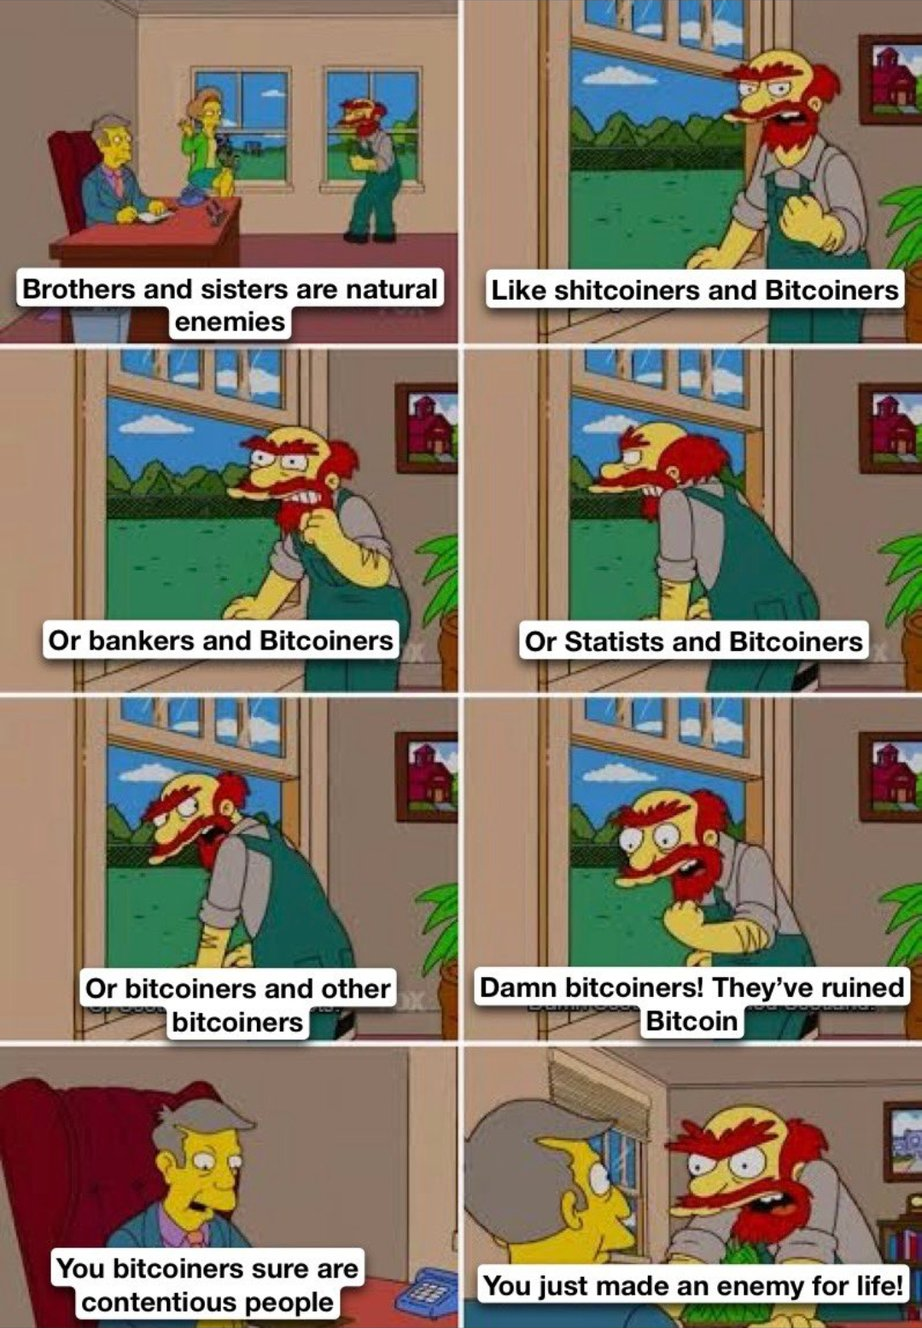 Brothers and sisters are natural
enemies
Like shitcoiners and Bitcoiners
Or bankers and Bitcoiners
Or Statists and Bitcoiners
Or bitcoiners and other
bitcoiners
Damn bitcoiners! They’ve ruined
Bitcoin
You bitcoiners sure are
contentious people
You just made an enemy for life!